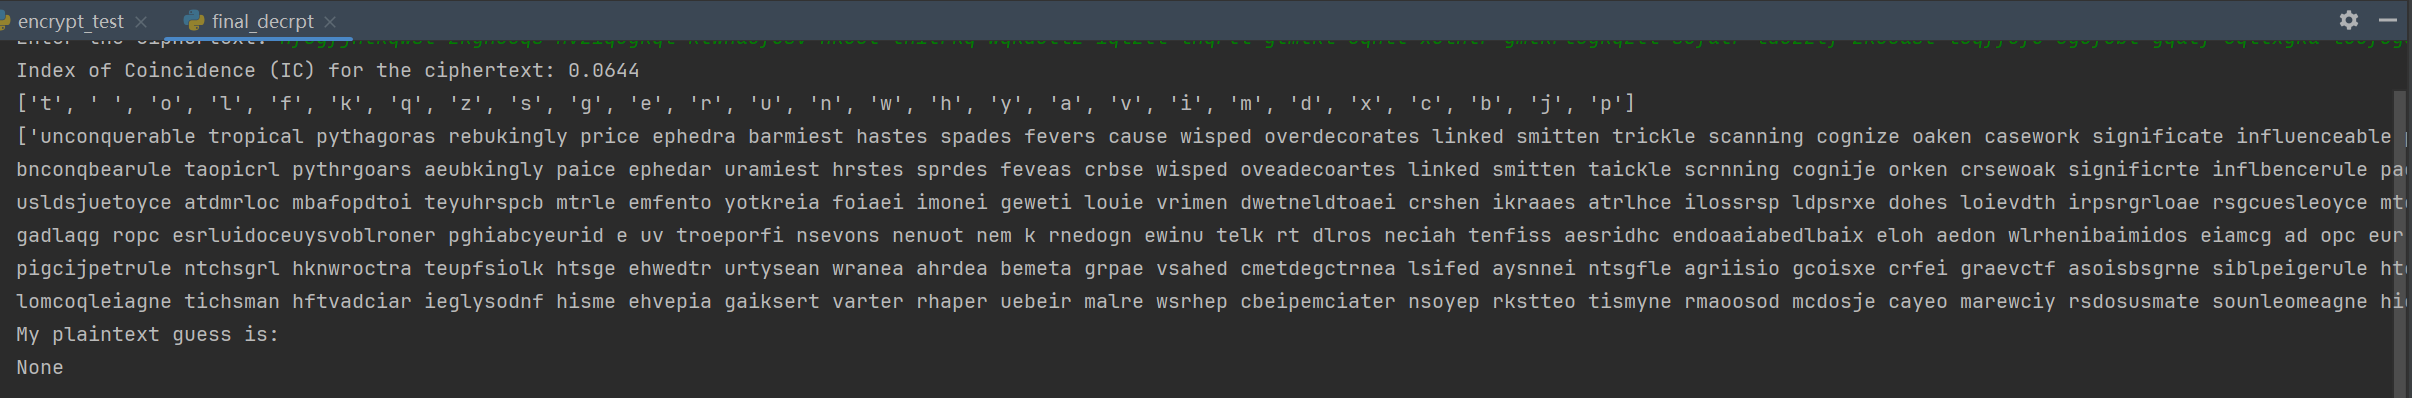 encrypt_test × final_decrpt ×
Index of Coincidence (IC) for the ciphertext: 0.0644
['t', ' ', 'o', 'l', 'f', 'k', 'q', 'z', 's', 'g', 'e', 'r', 'u', 'n', 'w', 'h', 'y', 'a', 'v', 'i', 'm', 'd', 'x', 'c', 'b', 'j', 'p']
['unconquerable tropical pythagoras rebukingly price ephedra barmiest hastes spades fevers cause wisped overdecorates linked smitten trickle scanning cognize oaken casework significate influenceable
bnconqbearule taopicrl pythrgoars aeubkingly paice ephedar uramiest hrstes sprdes feveas crbse wisped oveadecoartes linked smitten taickle scrnning cognije orken crsewoak significrte inflbencerule
usldsjuetoyce atdmrloc mbafopdtoi teyuhrspcb mtrle emfento yotkreia foiaei imonei geweti louie vrimen dwetneldtoaei crshen ikraaes atrlhce ilossrsp ldpsrxe dohes loievdth irpsrgrloae rsgcuesleoyce
gadlaqg ropc esrluidoceuysvoblroner pghiabcyeurid e uv troeporfi nsevons nenuot nem k rnedogn ewinu telk rt dlros neciah tenfiss aesridhc endoaaiabedlbaix eloh aedon wlrhenibaimidos eiamcg ad opc eur
pigcijpetrule ntchsgrl hknwroctra teupfsiolk htsge ehwedtr urtysean wranea ahrdea bemeta grpae vsahed cmetdegctrnea lsifed aysnnei ntsgfle agriisio gcoisxe crfei graevctf asoisbsgrne siblpeigerule
lomcoqleiagne tichsman hftvadciar ieglysodnf hisme ehvepia gaiksert varter rhaper uebeir malre wsrhep cbeipemciater nsoyep rkstteo tismyne rmaoosod mcdosje cayeo marewciy rsdosusmate sounleomeagne
My plaintext guess is:
None